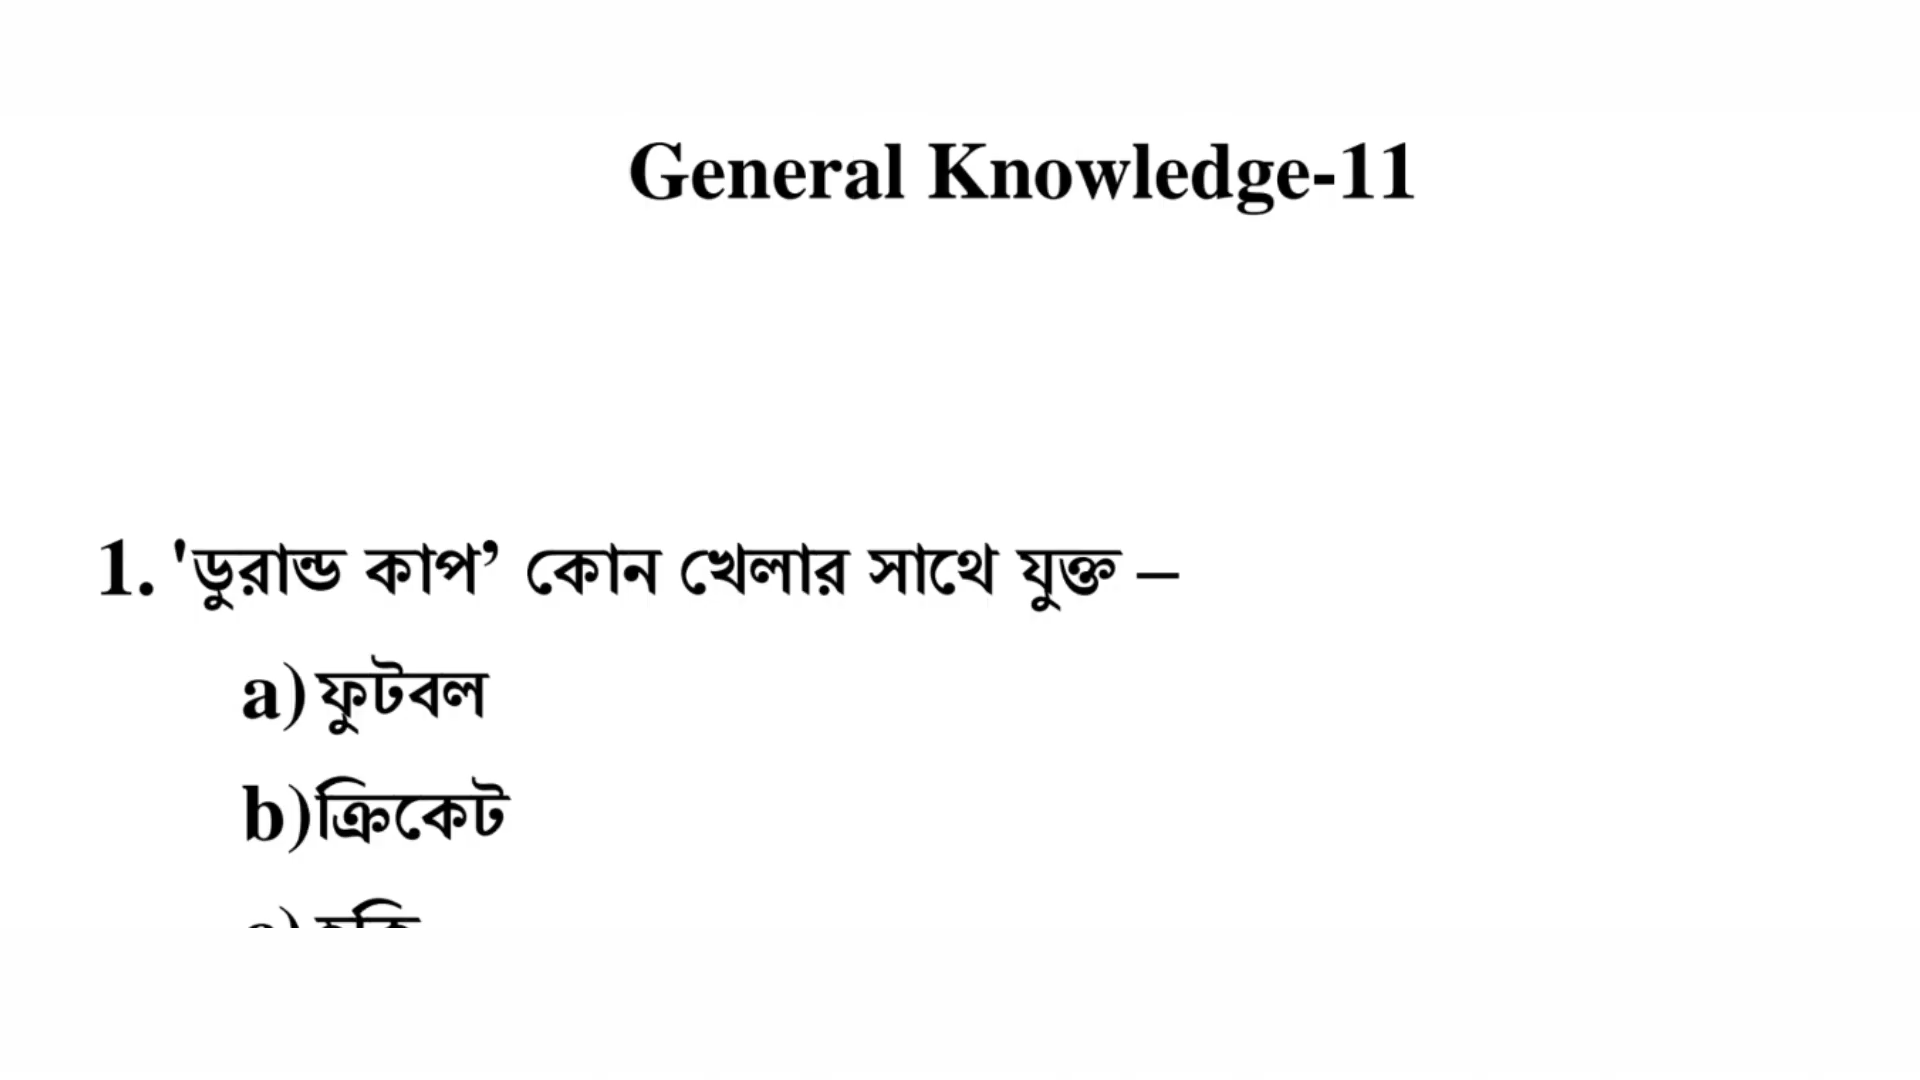 General Knowledge-11
1. 'ডুরান্ড কাপ’ কোন খেলার সাথে যুক্ত –
a) ফুটবল
b)ক্রিকেট